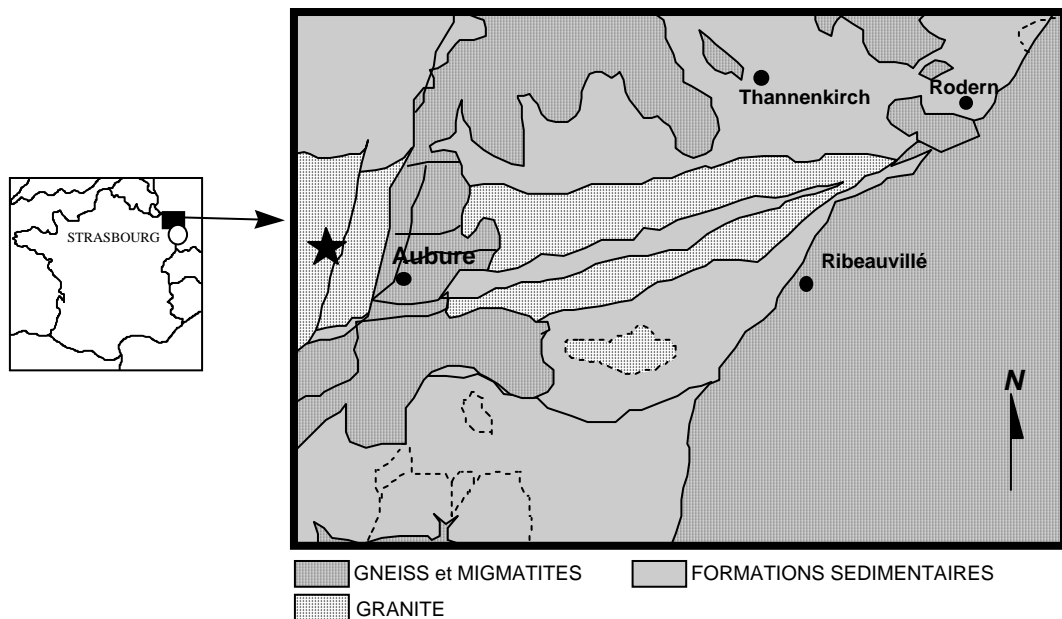 Thannenkirch
Rodern
STRASBOURG
Aubure
Ribeauvillé
N
GNEISS et MIGMATITES
FORMATIONS SEDIMENTAIRES
GRANITE